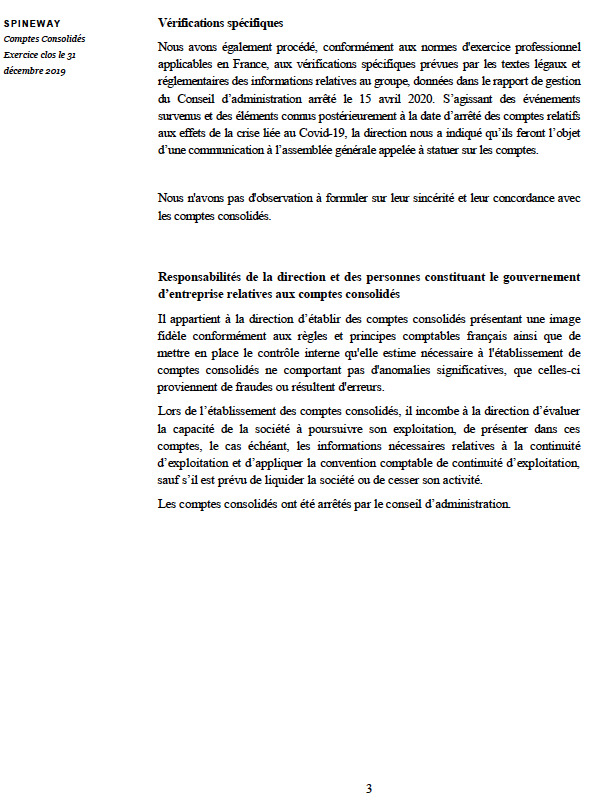 SPINEWAY
Comptes Consolidés
Exercice clos le 31
décembre 2019
Vérifications spécifiques
Nous avons également procédé, conformément aux normes d'exercice professionnel
applicables en France, aux vérifications spécifiques prévues par les textes légaux et
réglementaires des informations relatives au groupe, données dans le rapport de gestion
du Conseil d’administration arrêté le 15 avril 2020. S’agissant des événements
survenus et des éléments connus postérieurement à la date d’arrêté des comptes relatifs
aux effets de la crise liée au Covid-19, la direction nous a indiqué qu’ils feront l’objet
d’une communication à l’assemblée générale appelée à statuer sur les comptes.
Nous n'avons pas d'observation à formuler sur leur sincérité et leur concordance avec
les comptes consolidés.
Responsabilités de la direction et des personnes constituant le gouvernement
d’entreprise relatives aux comptes consolidés
Il appartient à la direction d’établir des comptes consolidés présentant une image
fidèle conformément aux règles et principes comptables français ainsi que de
mettre en place le contrôle interne qu'elle estime nécessaire à l'établissement de
comptes consolidés ne comportant pas d'anomalies significatives, que celles-ci
proviennent de fraudes ou résultent d'erreurs.
Lors de l’établissement des comptes consolidés, il incombe à la direction d’évaluer
la capacité de la société à poursuivre son exploitation, de présenter dans ces
comptes, le cas échéant, les informations nécessaires relatives à la continuité
d’exploitation et d’appliquer la convention comptable de continuité d’exploitation,
sauf s’il est prévu de liquider la société ou de cesser son activité.
Les comptes consolidés ont été arrêtés par le conseil d’administration.
3